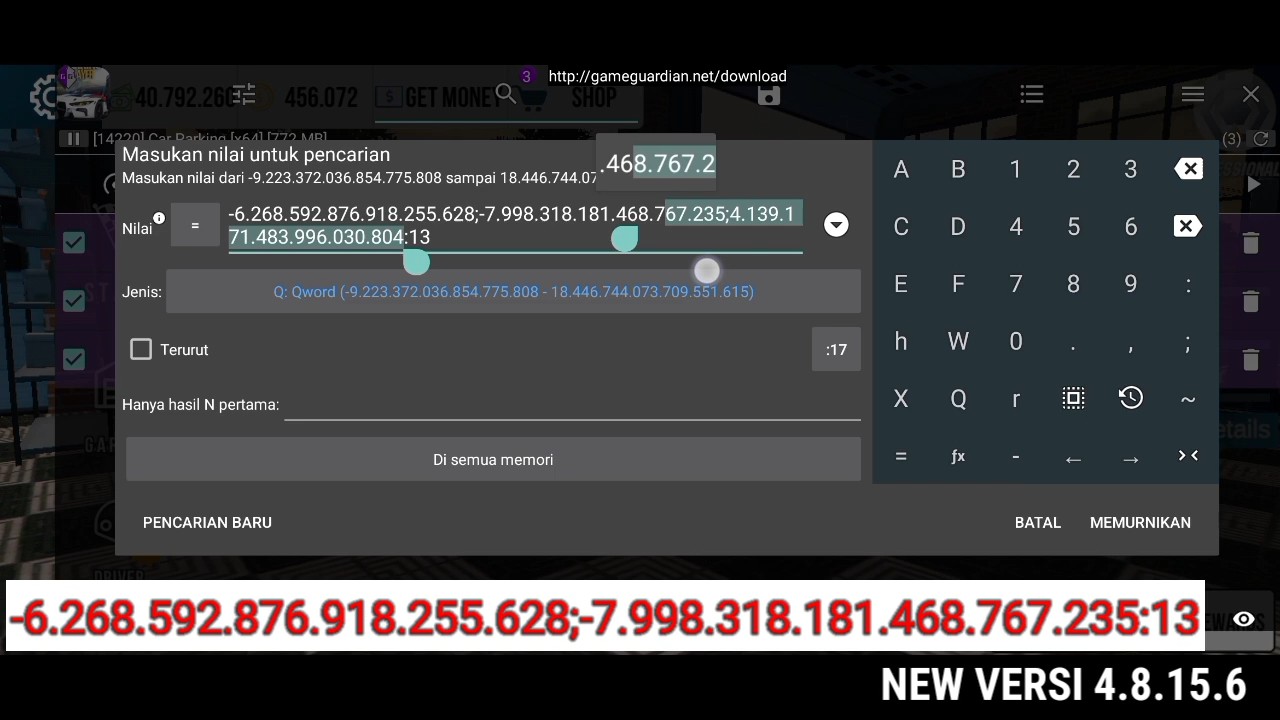 http://gameguardian.net/download
3
40.792.260
456.072
$ GET MONEY
SHOP
[14220] Car Parking [x64] [772 MB]
(3)
Masukan nilai untuk pencarian
.468.767.2
Masukan nilai dari -9.223.372.036.854.775.808 sampai 18.446.744.07
Nilai
=
-6.268.592.876.918.255.628;-7.998.318.181.468.767.235;4.139.1
71.483.996.030.804:13
Jenis:
Q: Qword (-9.223.372.036.854.775.808 - 18.446.744.073.709.551.615)
Terurut
:17
Hanya hasil N pertama:
Di semua memori
PENCARIAN BARU
BATAL
MEMURNIKAN
A B 1 2 3
C D 4 5 6
E F 7 8 9 :
h W 0 . , ;
X Q r ~
= ƒx - ← → ><
DRIVER
-6.268.592.876.918.255.628;-7.998.318.181.468.767.235:13
NEW VERSI 4.8.15.6